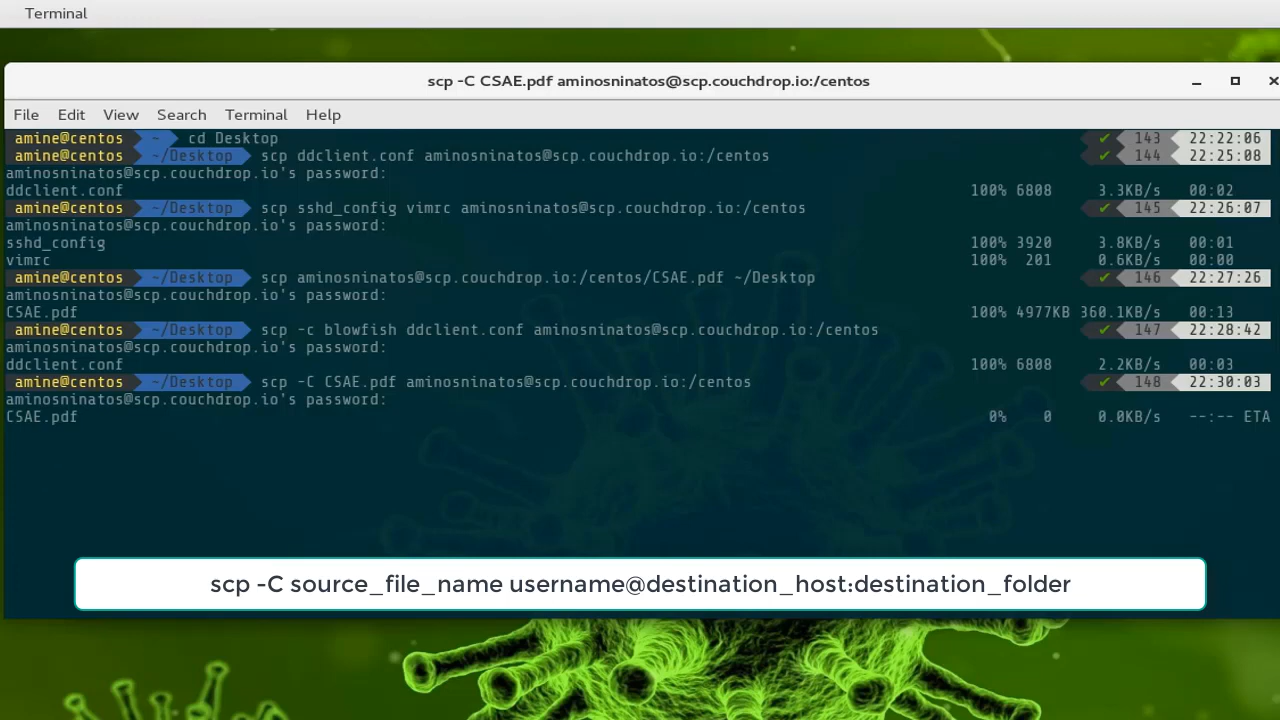 Terminal
scp -C CSAE.pdf aminosninatos@scp.couchdrop.io:/centos
File Edit View Search Terminal Help
amine@centos ~ cd Desktop ✔ 143 22:22:06
amine@centos ~/Desktop scp ddclient.conf aminosninatos@scp.couchdrop.io:/centos ✔ 144 22:25:08
aminosninatos@scp.couchdrop.io's password:
ddclient.conf 100% 6808 3.3KB/s 00:02
amine@centos ~/Desktop scp sshd_config vimrc aminosninatos@scp.couchdrop.io:/centos ✔ 145 22:26:07
aminosninatos@scp.couchdrop.io's password:
sshd_config 100% 3920 3.8KB/s 00:01
vimrc 100% 201 0.6KB/s 00:00
amine@centos ~/Desktop scp aminosninatos@scp.couchdrop.io:/centos/CSAE.pdf ~/Desktop ✔ 146 22:27:26
aminosninatos@scp.couchdrop.io's password:
CSAE.pdf 100% 4977KB 360.1KB/s 00:13
amine@centos ~/Desktop scp -c blowfish ddclient.conf aminosninatos@scp.couchdrop.io:/centos ✔ 147 22:28:42
aminosninatos@scp.couchdrop.io's password:
ddclient.conf 100% 6808 2.2KB/s 00:03
amine@centos ~/Desktop scp -C CSAE.pdf aminosninatos@scp.couchdrop.io:/centos ✔ 148 22:30:03
aminosninatos@scp.couchdrop.io's password:
CSAE.pdf 0% 0 0.0KB/s --:-- ETA
scp -C source_file_name username@destination_host:destination_folder